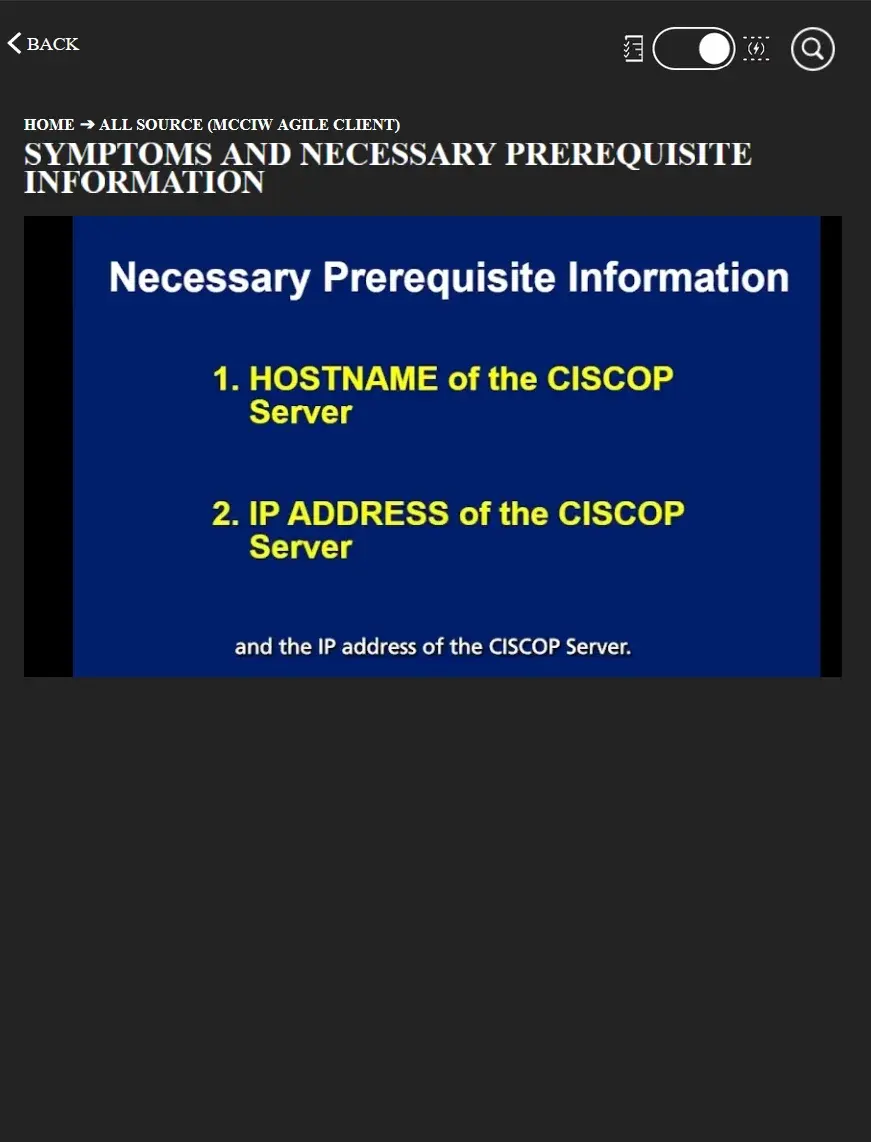 BACK
HOME ➔ ALL SOURCE (MCCIW AGILE CLIENT)
SYMPTOMS AND NECESSARY PREREQUISITE
INFORMATION
Necessary Prerequisite Information
1. HOSTNAME of the CISCOP
Server
2. IP ADDRESS of the CISCOP
Server
and the IP address of the CISCOP Server.